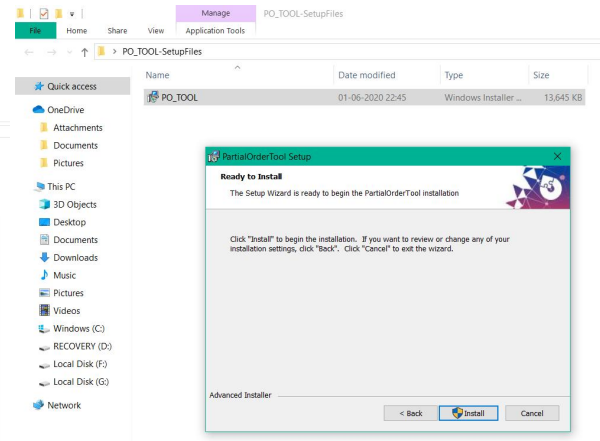 Manage
PO_TOOL-SetupFiles
File
Home
Share
View
Application Tools
PO_TOOL-SetupFiles
Name
Date modified
Type
Size
Quick access
PO_TOOL
01-06-2020 22:45
Windows Installer ...
13,645 KB
OneDrive
Attachments
Documents
Pictures
This PC
3D Objects
Desktop
Documents
Downloads
Music
Pictures
Videos
Windows (C:)
RECOVERY (D:)
Local Disk (F:)
Local Disk (G:)
Network
PartialOrderTool Setup
Ready to Install
The Setup Wizard is ready to begin the PartialOrderTool installation
Click "Install" to begin the installation. If you want to review or change any of your
installation settings, click "Back". Click "Cancel" to exit the wizard.
Advanced Installer
< Back
Install
Cancel